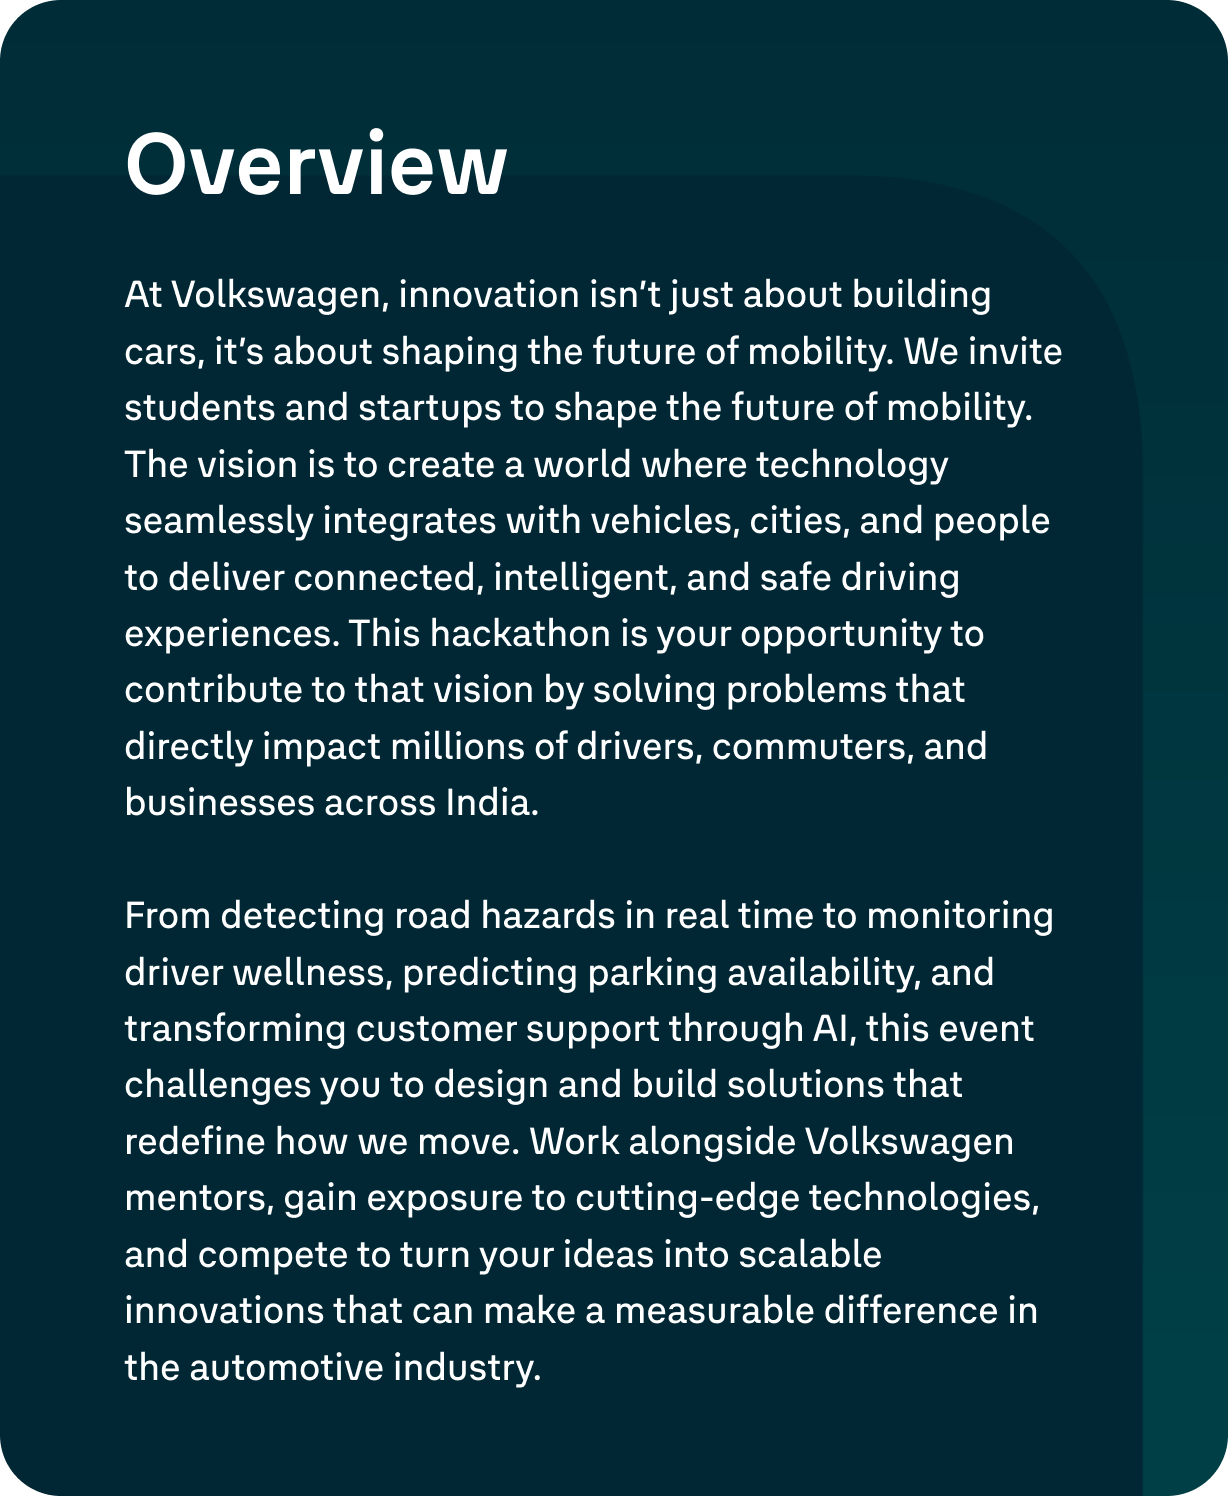 Overview
At Volkswagen, innovation isn’t just about building
cars, it’s about shaping the future of mobility. We invite
students and startups to shape the future of mobility.
The vision is to create a world where technology
seamlessly integrates with vehicles, cities, and people
to deliver connected, intelligent, and safe driving
experiences. This hackathon is your opportunity to
contribute to that vision by solving problems that
directly impact millions of drivers, commuters, and
businesses across India.
From detecting road hazards in real time to monitoring
driver wellness, predicting parking availability, and
transforming customer support through AI, this event
challenges you to design and build solutions that
redefine how we move. Work alongside Volkswagen
mentors, gain exposure to cutting-edge technologies,
and compete to turn your ideas into scalable
innovations that can make a measurable difference in
the automotive industry.